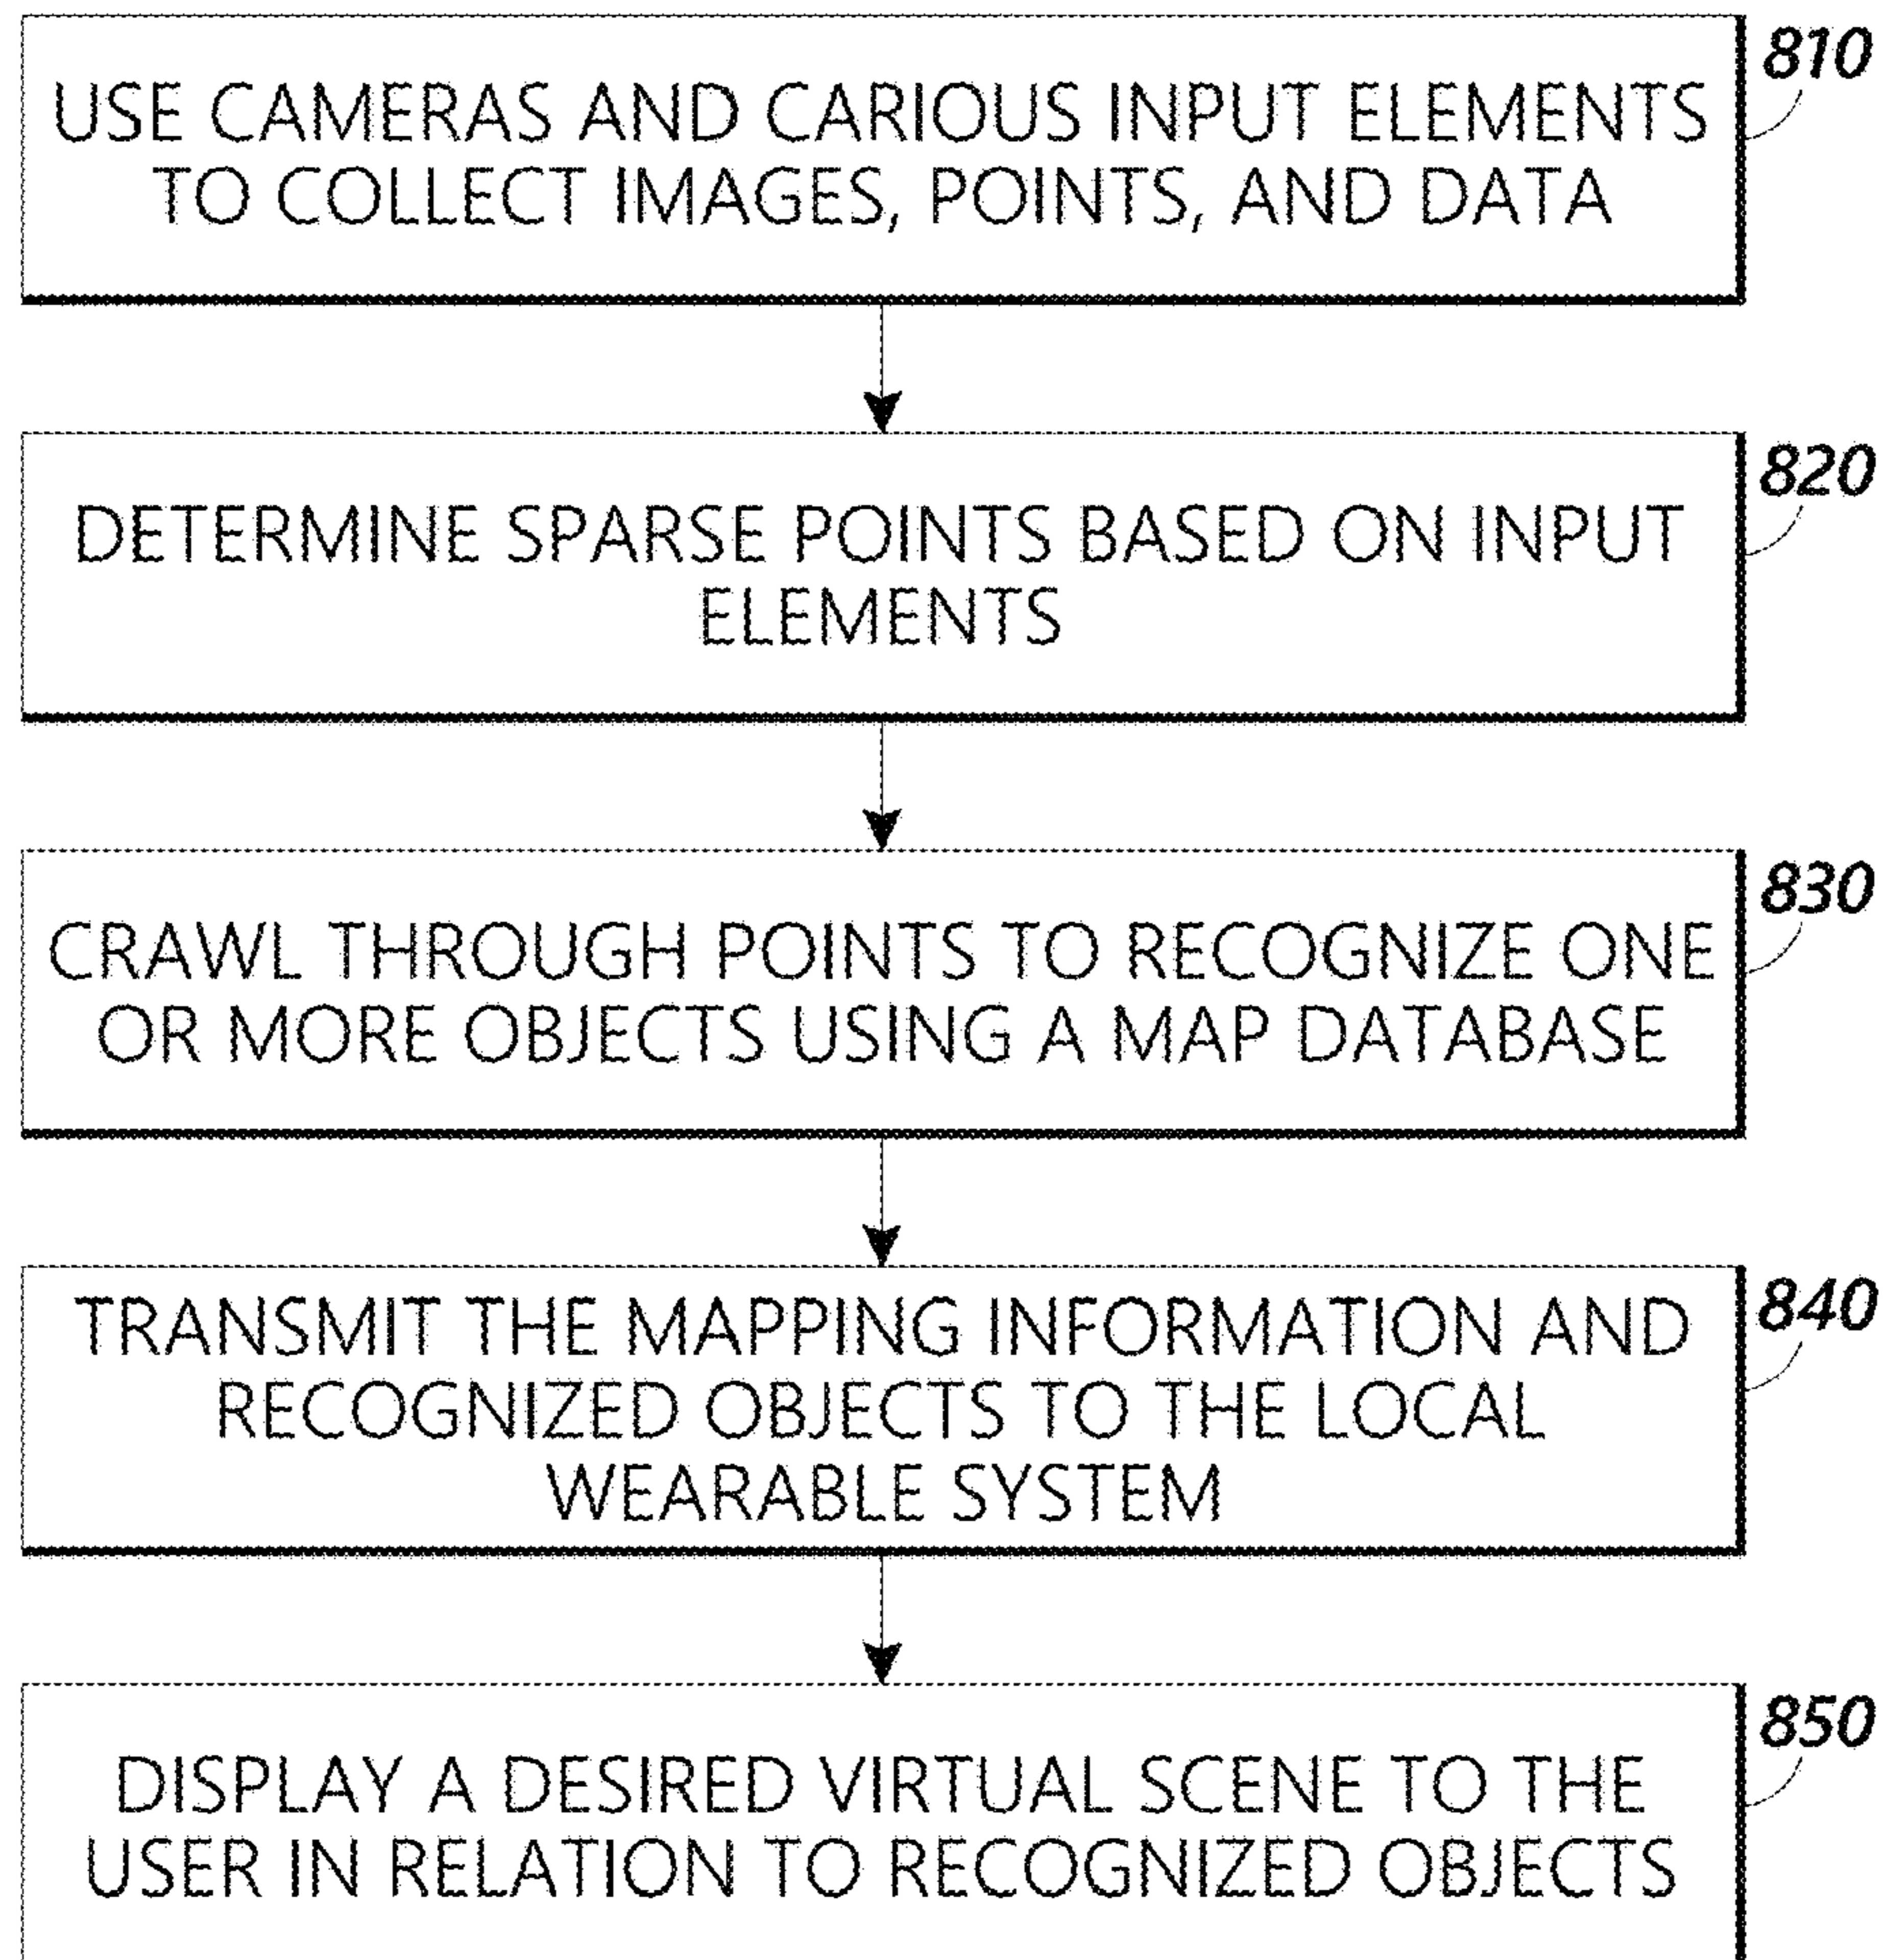 810
USE CAMERAS AND CARIOUS INPUT ELEMENTS
TO COLLECT IMAGES, POINTS, AND DATA
820
DETERMINE SPARSE POINTS BASED ON INPUT
ELEMENTS
830
CRAWL THROUGH POINTS TO RECOGNIZE ONE
OR MORE OBJECTS USING A MAP DATABASE
840
TRANSMIT THE MAPPING INFORMATION AND
RECOGNIZED OBJECTS TO THE LOCAL
WEARABLE SYSTEM
850
DISPLAY A DESIRED VIRTUAL SCENE TO THE
USER IN RELATION TO RECOGNIZED OBJECTS